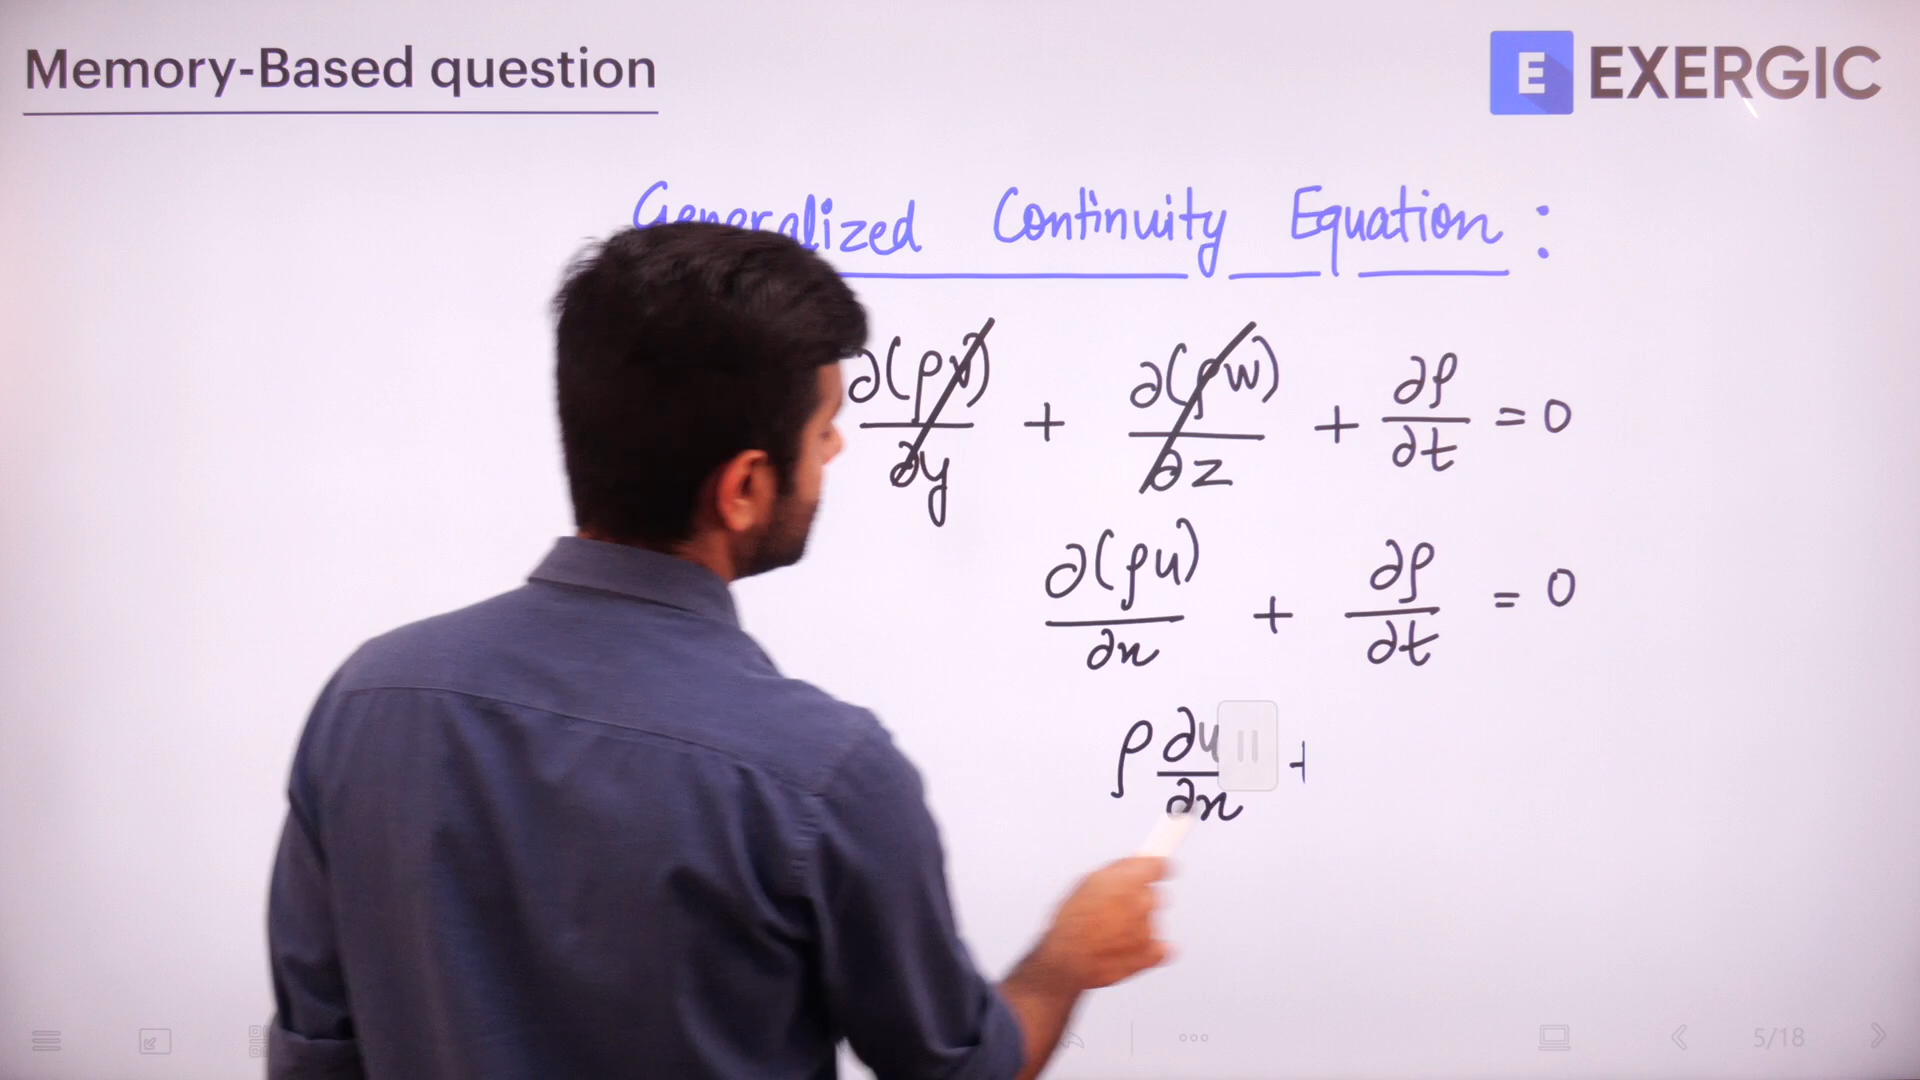 Memory-Based question
E EXERGIC
Generalized Continuity Equation :
∂(ρv)/∂y + ∂(ρw)/∂z + ∂ρ/∂t = 0
∂(ρu)/∂x + ∂ρ/∂t = 0
ρ ∂u/∂x +
5/18